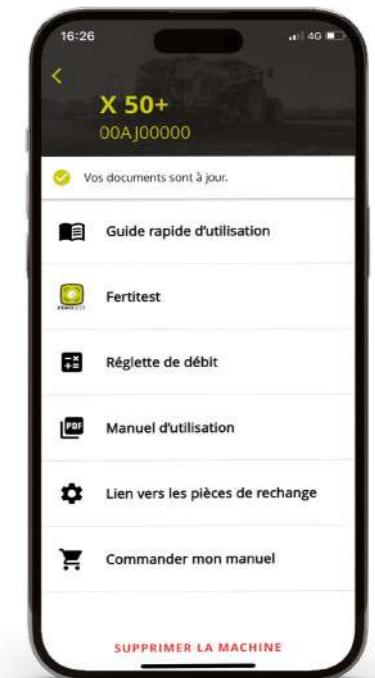 16:26
4G
X 50+
00AJ00000
Vos documents sont à jour.
Guide rapide d'utilisation
Fertitest
Réglette de débit
PDF
Manuel d'utilisation
Lien vers les pièces de rechange
Commander mon manuel
SUPPRIMER LA MACHINE